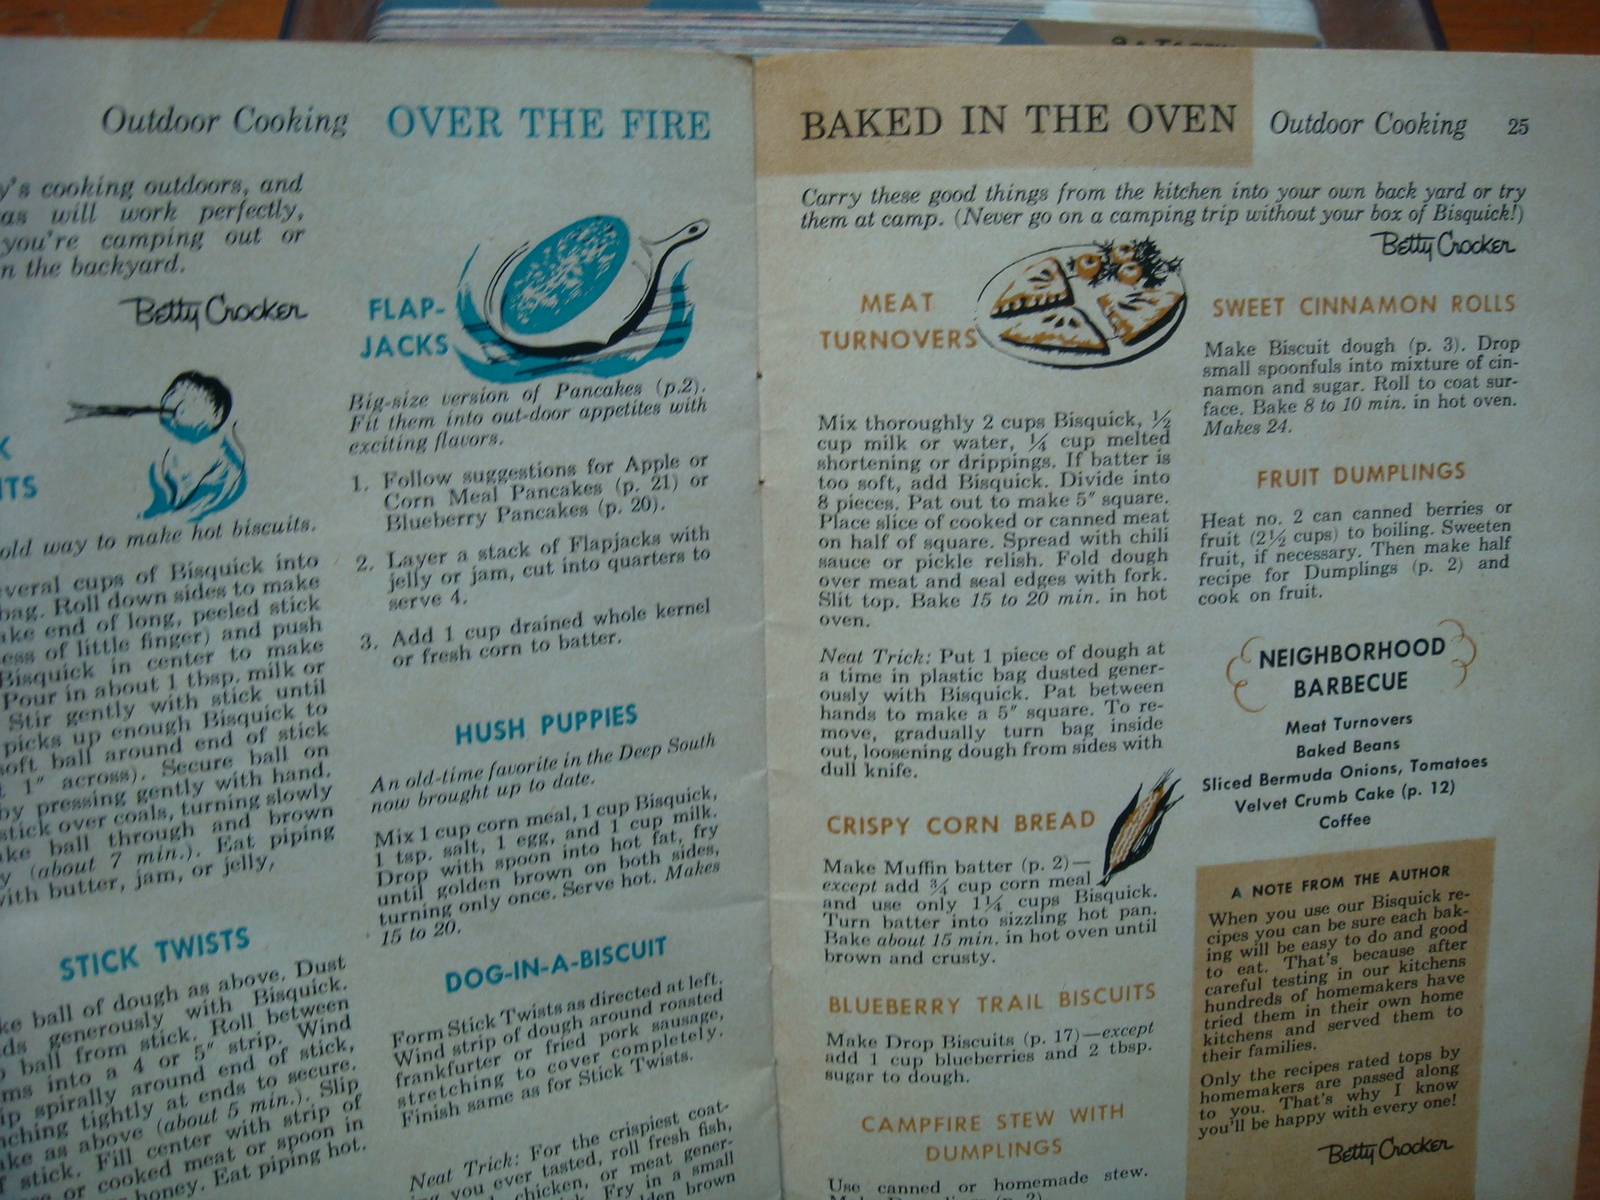 Outdoor Cooking OVER THE FIRE
y's cooking outdoors, and
as will work perfectly,
you're camping out or
n the backyard.
Betty Crocker
K
ITS
old way to make hot biscuits.
everal cups of Bisquick into
bag. Roll down sides to make
ake end of long, peeled stick
ess of little finger) and push
Bisquick in center to make
Pour in about 1 tbsp. milk or
Stir gently with stick until
picks up enough Bisquick to
soft ball around end of stick
t 1″ across). Secure ball on
by pressing gently with hand.
stick over coals, turning slowly
ake ball through and brown
y (about 7 min.). Eat piping
with butter, jam, or jelly,
STICK TWISTS
ke ball of dough as above. Dust
ds generously with Bisquick.
ball from stick. Roll between
ms into a 4 or 5″ strip. Wind
ip spirally around end of stick,
nching tightly at ends to secure.
ke as above (about 5 min.). Slip
f stick. Fill center with strip of
or cooked meat or spoon in
honey. Eat piping hot.
FLAP-
JACKS
Big-size version of Pancakes (p.2).
Fit them into out-door appetites with
exciting flavors.
1. Follow suggestions for Apple or
Corn Meal Pancakes (p. 21) or
Blueberry Pancakes (p. 20).
2. Layer a stack of Flapjacks with
jelly or jam, cut into quarters to
serve 4.
3. Add 1 cup drained whole kernel
or fresh corn to batter.
HUSH PUPPIES
An old-time favorite in the Deep South
now brought up to date.
Mix 1 cup corn meal, 1 cup Bisquick,
1 tsp. salt, 1 egg, and 1 cup milk.
Drop with spoon into hot fat, fry
until golden brown on both sides,
turning only once. Serve hot. Makes
15 to 20.
DOG-IN-A-BISCUIT
Form Stick Twists as directed at left.
Wind strip of dough around roasted
frankfurter or fried pork sausage,
stretching to cover completely.
Finish same as for Stick Twists.
Neat Trick: For the crispiest coat-
ing you ever tasted, roll fresh fish,
chicken, or meat gener-
Fry in a small
lden brown
BAKED IN THE OVEN Outdoor Cooking 25
Carry these good things from the kitchen into your own back yard or try
them at camp. (Never go on a camping trip without your box of Bisquick!)
Betty Crocker
MEAT
TURNOVERS
Mix thoroughly 2 cups Bisquick, ½
cup milk or water, ¼ cup melted
shortening or drippings. If batter is
too soft, add Bisquick. Divide into
8 pieces. Pat out to make 5″ square.
Place slice of cooked or canned meat
on half of square. Spread with chili
sauce or pickle relish. Fold dough
over meat and seal edges with fork.
Slit top. Bake 15 to 20 min. in hot
oven.
Neat Trick: Put 1 piece of dough at
a time in plastic bag dusted gener-
ously with Bisquick. Pat between
hands to make a 5″ square. To re-
move, gradually turn bag inside
out, loosening dough from sides with
dull knife.
CRISPY CORN BREAD
Make Muffin batter (p. 2)—
except add ¾ cup corn meal
and use only 1¼ cups Bisquick.
Turn batter into sizzling hot pan.
Bake about 15 min. in hot oven until
brown and crusty.
BLUEBERRY TRAIL BISCUITS
Make Drop Biscuits (p. 17)—except
add 1 cup blueberries and 2 tbsp.
sugar to dough.
CAMPFIRE STEW WITH
DUMPLINGS
Use canned or homemade stew.
SWEET CINNAMON ROLLS
Make Biscuit dough (p. 3). Drop
small spoonfuls into mixture of cin-
namon and sugar. Roll to coat sur-
face. Bake 8 to 10 min. in hot oven.
Makes 24.
FRUIT DUMPLINGS
Heat no. 2 can canned berries or
fruit (2½ cups) to boiling. Sweeten
fruit, if necessary. Then make half
recipe for Dumplings (p. 2) and
cook on fruit.
NEIGHBORHOOD
BARBECUE
Meat Turnovers
Baked Beans
Sliced Bermuda Onions, Tomatoes
Velvet Crumb Cake (p. 12)
Coffee
A NOTE FROM THE AUTHOR
When you use our Bisquick re-
cipes you can be sure each bak-
ing will be easy to do and good
to eat. That's because after
careful testing in our kitchens
hundreds of homemakers have
tried them in their own home
kitchens and served them to
their families.
Only the recipes rated tops by
homemakers are passed along
to you. That's why I know
you'll be happy with every one!
Betty Crocker